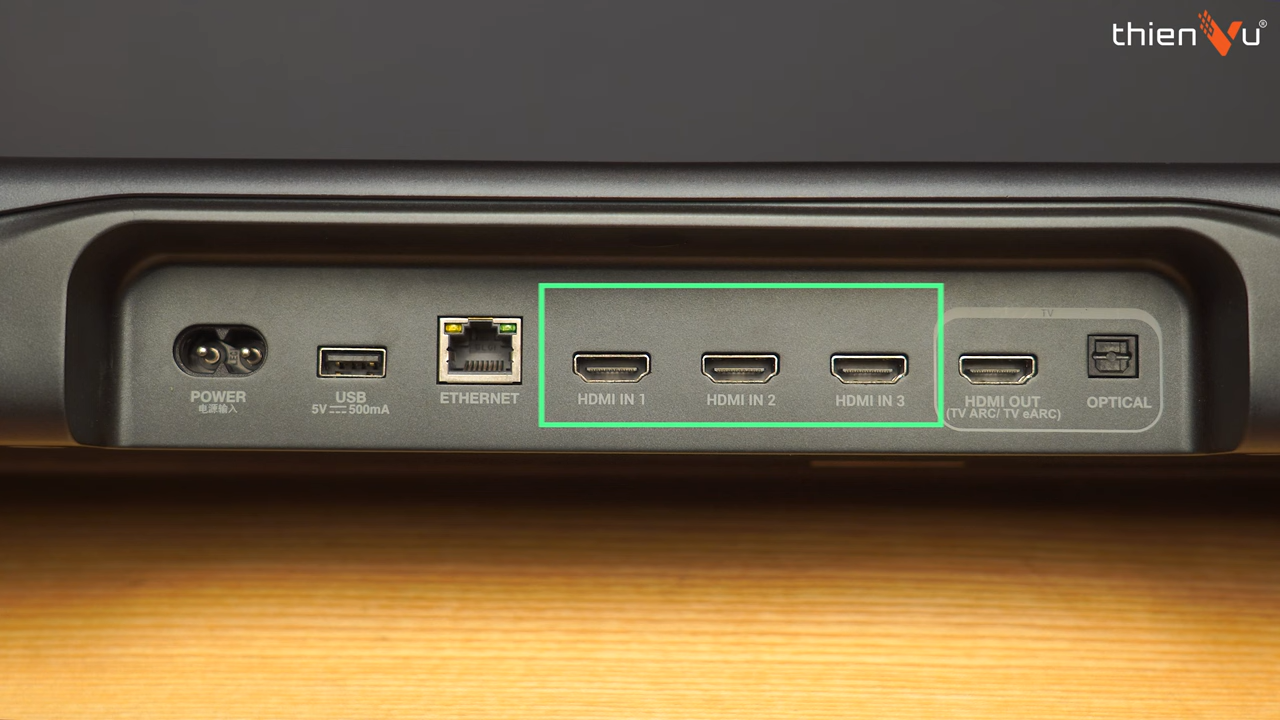 thienVu®
POWER
电源输入
USB
5V⎓500mA
ETHERNET
HDMI IN 1
HDMI IN 2
HDMI IN 3
TV
HDMI OUT
(TV ARC/ TV eARC)
OPTICAL